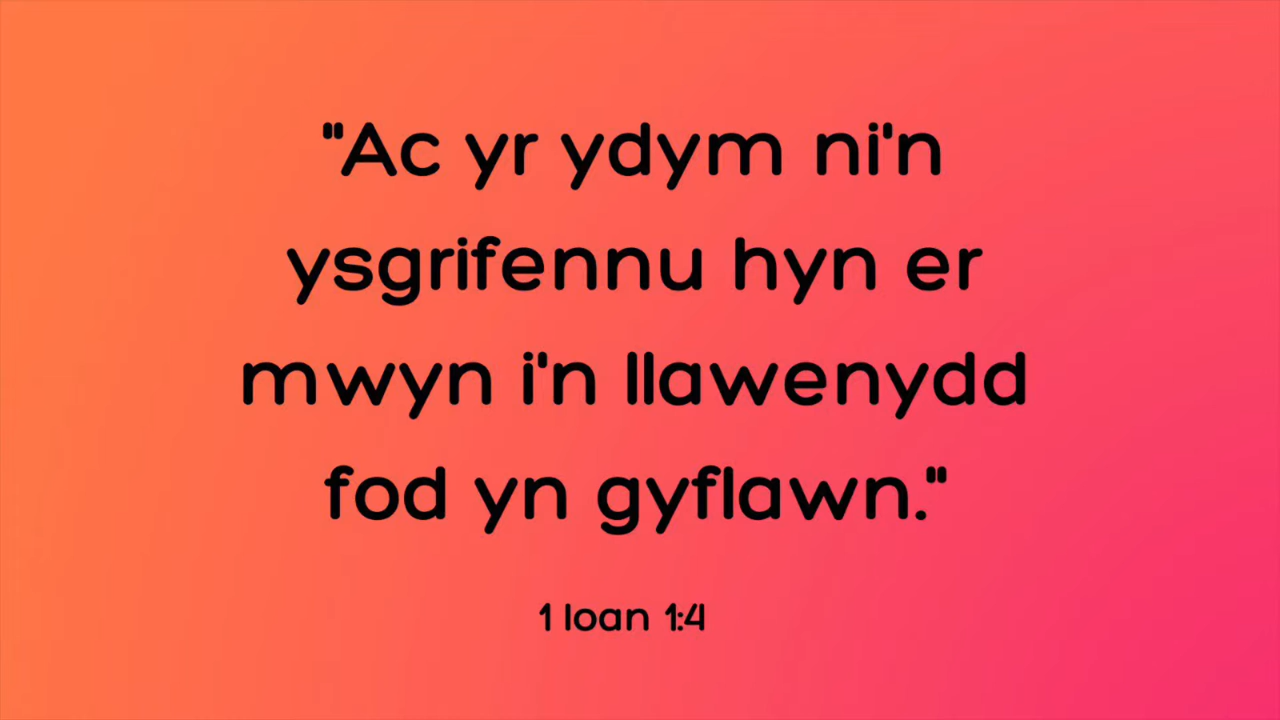 "Ac yr ydym ni'n
ysgrifennu hyn er
mwyn i'n llawenydd
fod yn gyflawn."
1 Ioan 1:4